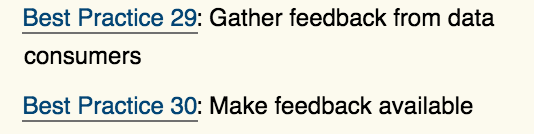 Best Practice 29: Gather feedback from data
consumers
Best Practice 30: Make feedback available